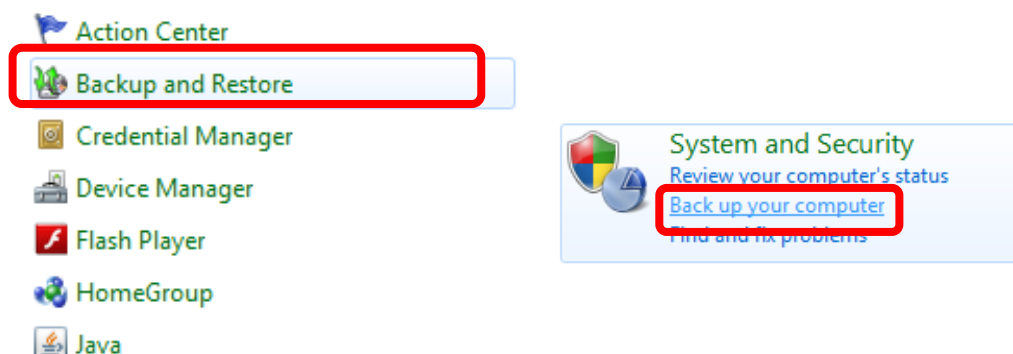 Action Center
Backup and Restore
Credential Manager
Device Manager
Flash Player
HomeGroup
Java
System and Security
Review your computer's status
Back up your computer
Find and fix problems